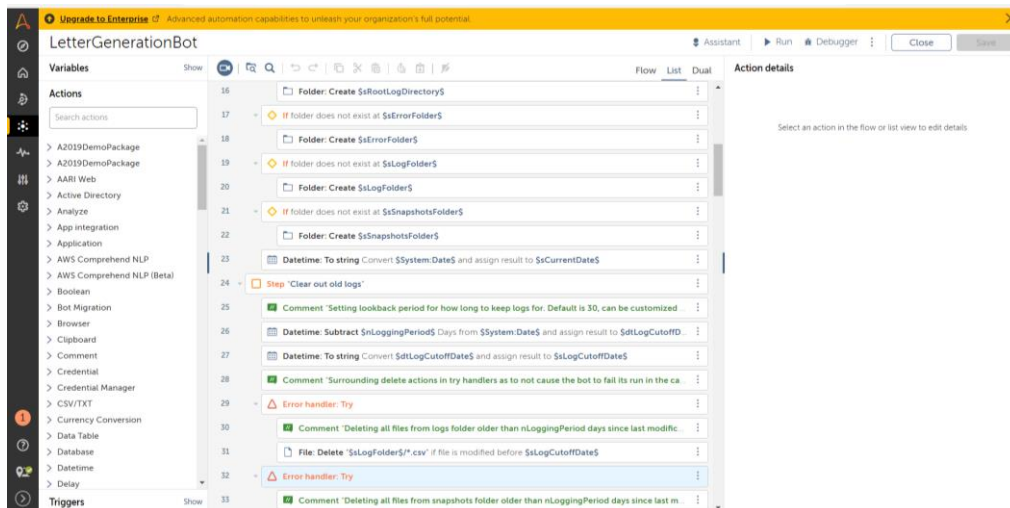 Upgrade to Enterprise Advanced automation capabilities to unleash your organization's full potential.
LetterGenerationBot
Assistant
Run
Debugger
Close
Save
Variables
Show
Flow
List
Dual
Action details
Actions
Search actions
Select an action in the flow or list view to edit details
A2019DemoPackage
A2019DemoPackage
AARI Web
Active Directory
Analyze
App integration
Application
AWS Comprehend NLP
AWS Comprehend NLP (Beta)
Boolean
Bot Migration
Browser
Clipboard
Comment
Credential
Credential Manager
CSV/TXT
Currency Conversion
Data Table
Database
Datetime
Delay
Triggers
Show
1
16 Folder: Create $sRootLogDirectory$
17 If folder does not exist at $sErrorFolder$
18 Folder: Create $sErrorFolder$
19 If folder does not exist at $sLogFolder$
20 Folder: Create $sLogFolder$
21 If folder does not exist at $sSnapshotsFolder$
22 Folder: Create $sSnapshotsFolder$
23 Datetime: To string Convert $System:Date$ and assign result to $sCurrentDate$
24 Step "Clear out old logs"
25 Comment "Setting lookback period for how long to keep logs for. Default is 30, can be customized ...
26 Datetime: Subtract $nLoggingPeriod$ Days from $System:Date$ and assign result to $dtLogCutoffD...
27 Datetime: To string Convert $dtLogCutoffDate$ and assign result to $sLogCutoffDate$
28 Comment "Surrounding delete actions in try handlers as to not cause the bot to fail its run in the ca...
29 Error handler: Try
30 Comment "Deleting all files from logs folder older than nLoggingPeriod days since last modific...
31 File: Delete "$sLogFolder$/*.csv" if file is modified before $sLogCutoffDate$
32 Error handler: Try
33 Comment "Deleting all files from snapshots folder older than nLoggingPeriod days since last m...